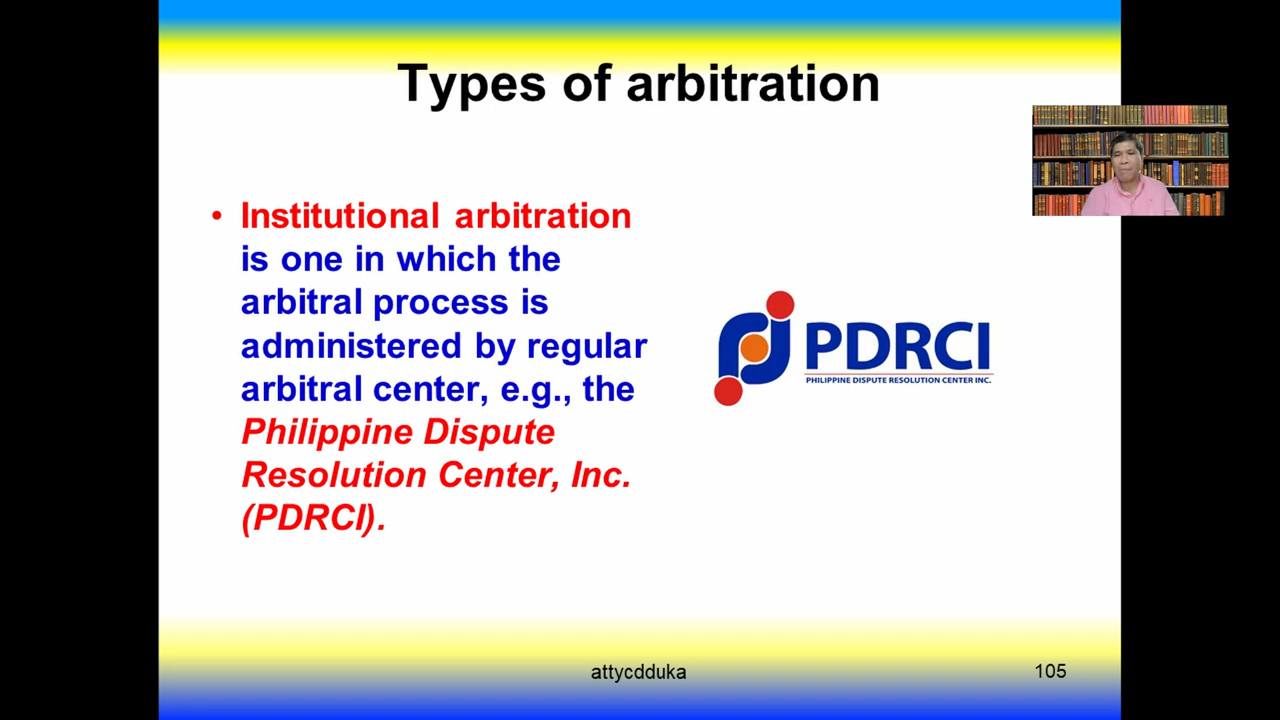 Types of arbitration
• Institutional arbitration
is one in which the
arbitral process is
administered by regular
arbitral center, e.g., the
Philippine Dispute
Resolution Center, Inc.
(PDRCI).
PDRCI
PHILIPPINE DISPUTE RESOLUTION CENTER INC.
attycdduka
105